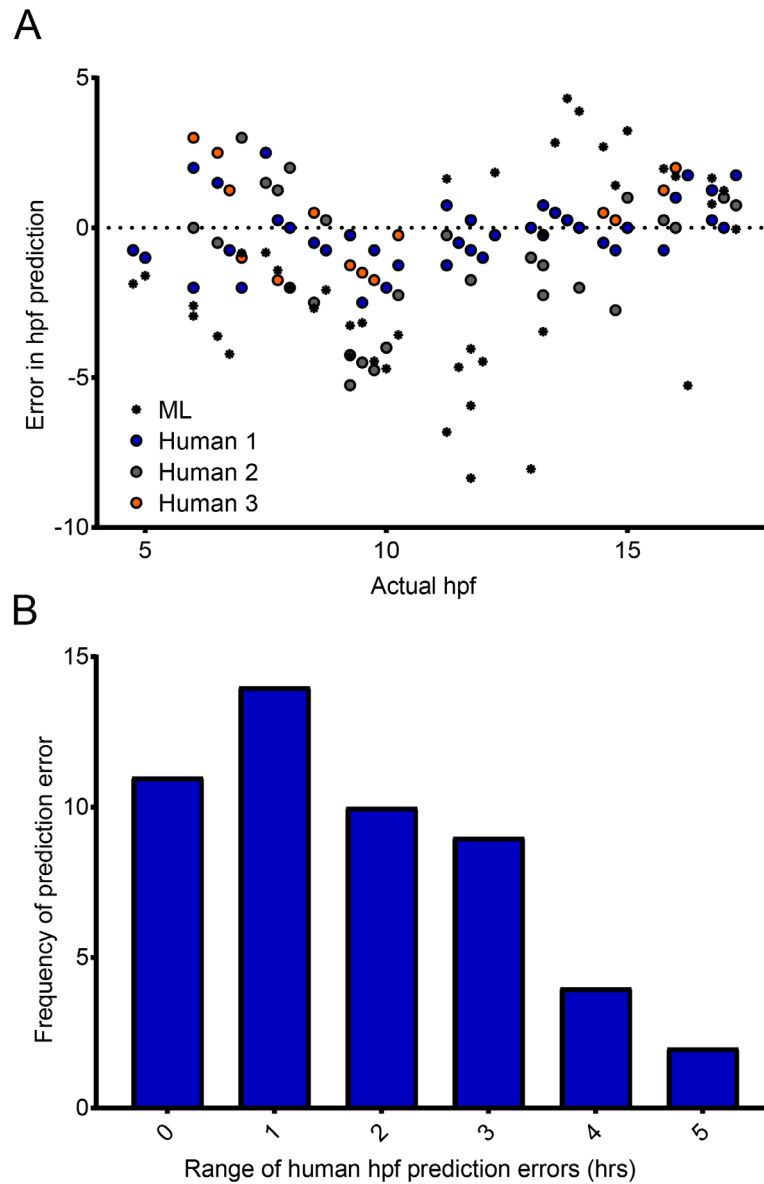 A
5
0
-5
-10
Error in hpf prediction
ML
Human 1
Human 2
Human 3
5
10
15
Actual hpf
B
15
10
5
0
Frequency of prediction error
0
1
2
3
4
5
Range of human hpf prediction errors (hrs)